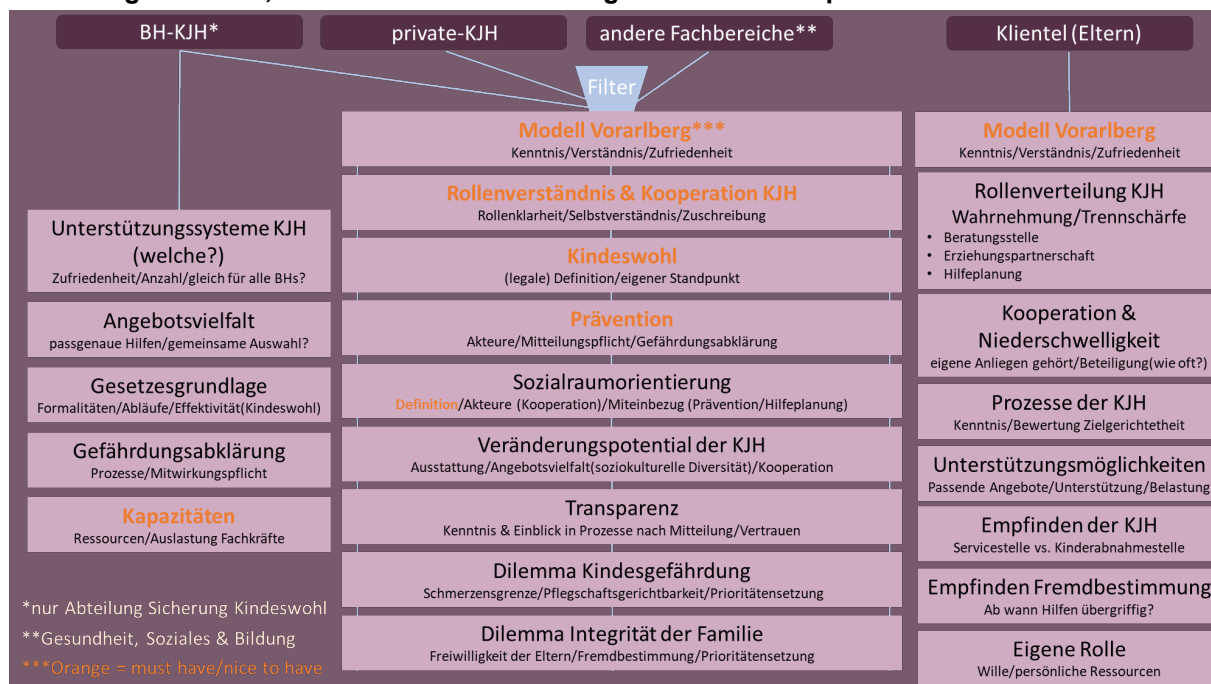 BH-KJH*
private-KJH
andere Fachbereiche**
Klientel (Eltern)
Filter
Unterstützungssysteme KJH
(welche?)
Zufriedenheit/Anzahl/gleich für alle BHs?
Angebotsvielfalt
passgenaue Hilfen/gemeinsame Auswahl?
Gesetzesgrundlage
Formalitäten/Abläufe/Effektivität(Kindeswohl)
Gefährdungsabklärung
Prozesse/Mitwirkungspflicht
Kapazitäten
Ressourcen/Auslastung Fachkräfte
*nur Abteilung Sicherung Kindeswohl
**Gesundheit, Soziales & Bildung
***Orange = must have/nice to have
Modell Vorarlberg***
Kenntnis/Verständnis/Zufriedenheit
Rollenverständnis & Kooperation KJH
Rollenklarheit/Selbstverständnis/Zuschreibung
Kindeswohl
(legale) Definition/eigener Standpunkt
Prävention
Akteure/Mitteilungspflicht/Gefährdungsabklärung
Sozialraumorientierung
Definition/Akteure (Kooperation)/Miteinbezug (Prävention/Hilfeplanung)
Veränderungspotential der KJH
Ausstattung/Angebotsvielfalt(soziokulturelle Diversität)/Kooperation
Transparenz
Kenntnis & Einblick in Prozesse nach Mitteilung/Vertrauen
Dilemma Kindesgefährdung
Schmerzensgrenze/Pflegschaftsgerichtbarkeit/Prioritätensetzung
Dilemma Integrität der Familie
Freiwilligkeit der Eltern/Fremdbestimmung/Prioritätensetzung
Modell Vorarlberg
Kenntnis/Verständnis/Zufriedenheit
Rollenverteilung KJH
Wahrnehmung/Trennschärfe
• Beratungsstelle
• Erziehungspartnerschaft
• Hilfeplanung
Kooperation &
Niederschwelligkeit
eigene Anliegen gehört/Beteiligung(wie oft?)
Prozesse der KJH
Kenntnis/Bewertung Zielgerichtetheit
Unterstützungsmöglichkeiten
Passende Angebote/Unterstützung/Belastung
Empfinden der KJH
Servicestelle vs. Kinderabnahmestelle
Empfinden Fremdbestimmung
Ab wann Hilfen übergriffig?
Eigene Rolle
Wille/persönliche Ressourcen